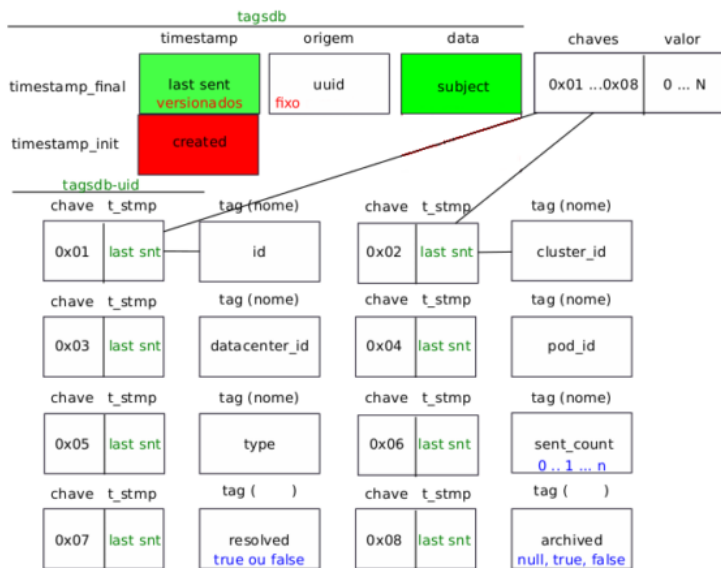 tagsdb
timestamp origem data chaves valor
timestamp_final last sent uuid subject 0x01 ...0x08 0 ... N
versionados fixo
timestamp_init created
tagsdb-uid
chave t_stmp tag (nome) chave t_stmp tag (nome)
0x01 last snt id 0x02 last snt cluster_id
chave t_stmp tag (nome) chave t_stmp tag (nome)
0x03 last snt datacenter_id 0x04 last snt pod_id
chave t_stmp tag (nome) chave t_stmp tag (nome)
0x05 last snt type 0x06 last snt sent_count
0 .. 1 ... n
chave t_stmp tag ( ) chave t_stmp tag ( )
0x07 last snt resolved 0x08 last snt archived
true ou false null, true, false